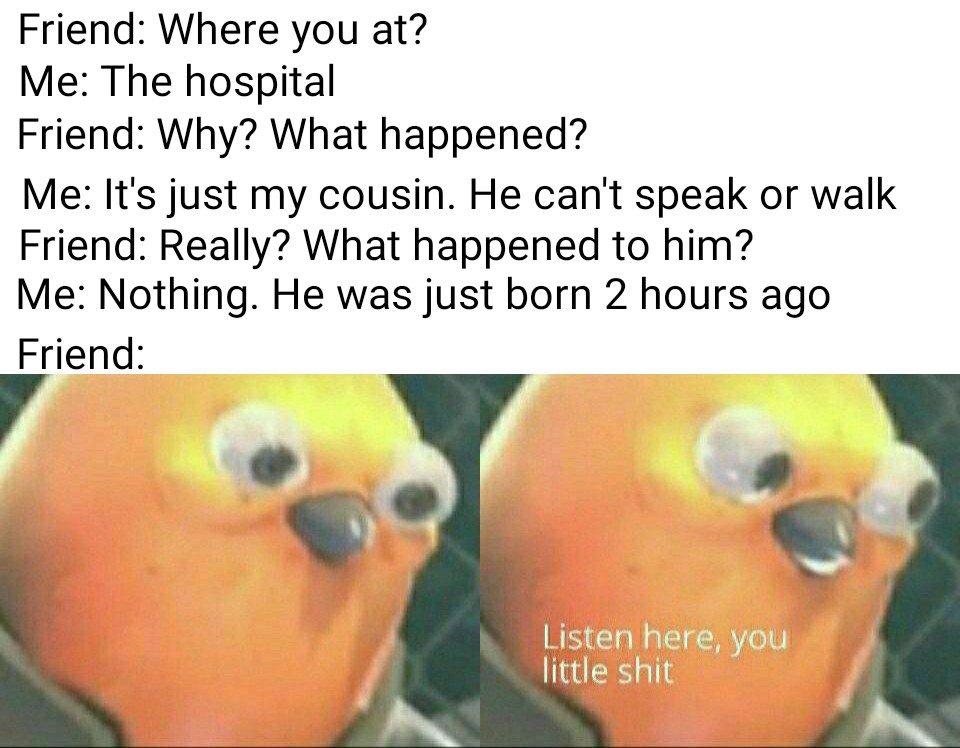 Friend: Where you at?
Me: The hospital
Friend: Why? What happened?
Me: It's just my cousin. He can't speak or walk
Friend: Really? What happened to him?
Me: Nothing. He was just born 2 hours ago
Friend:
Listen here, you
little shit